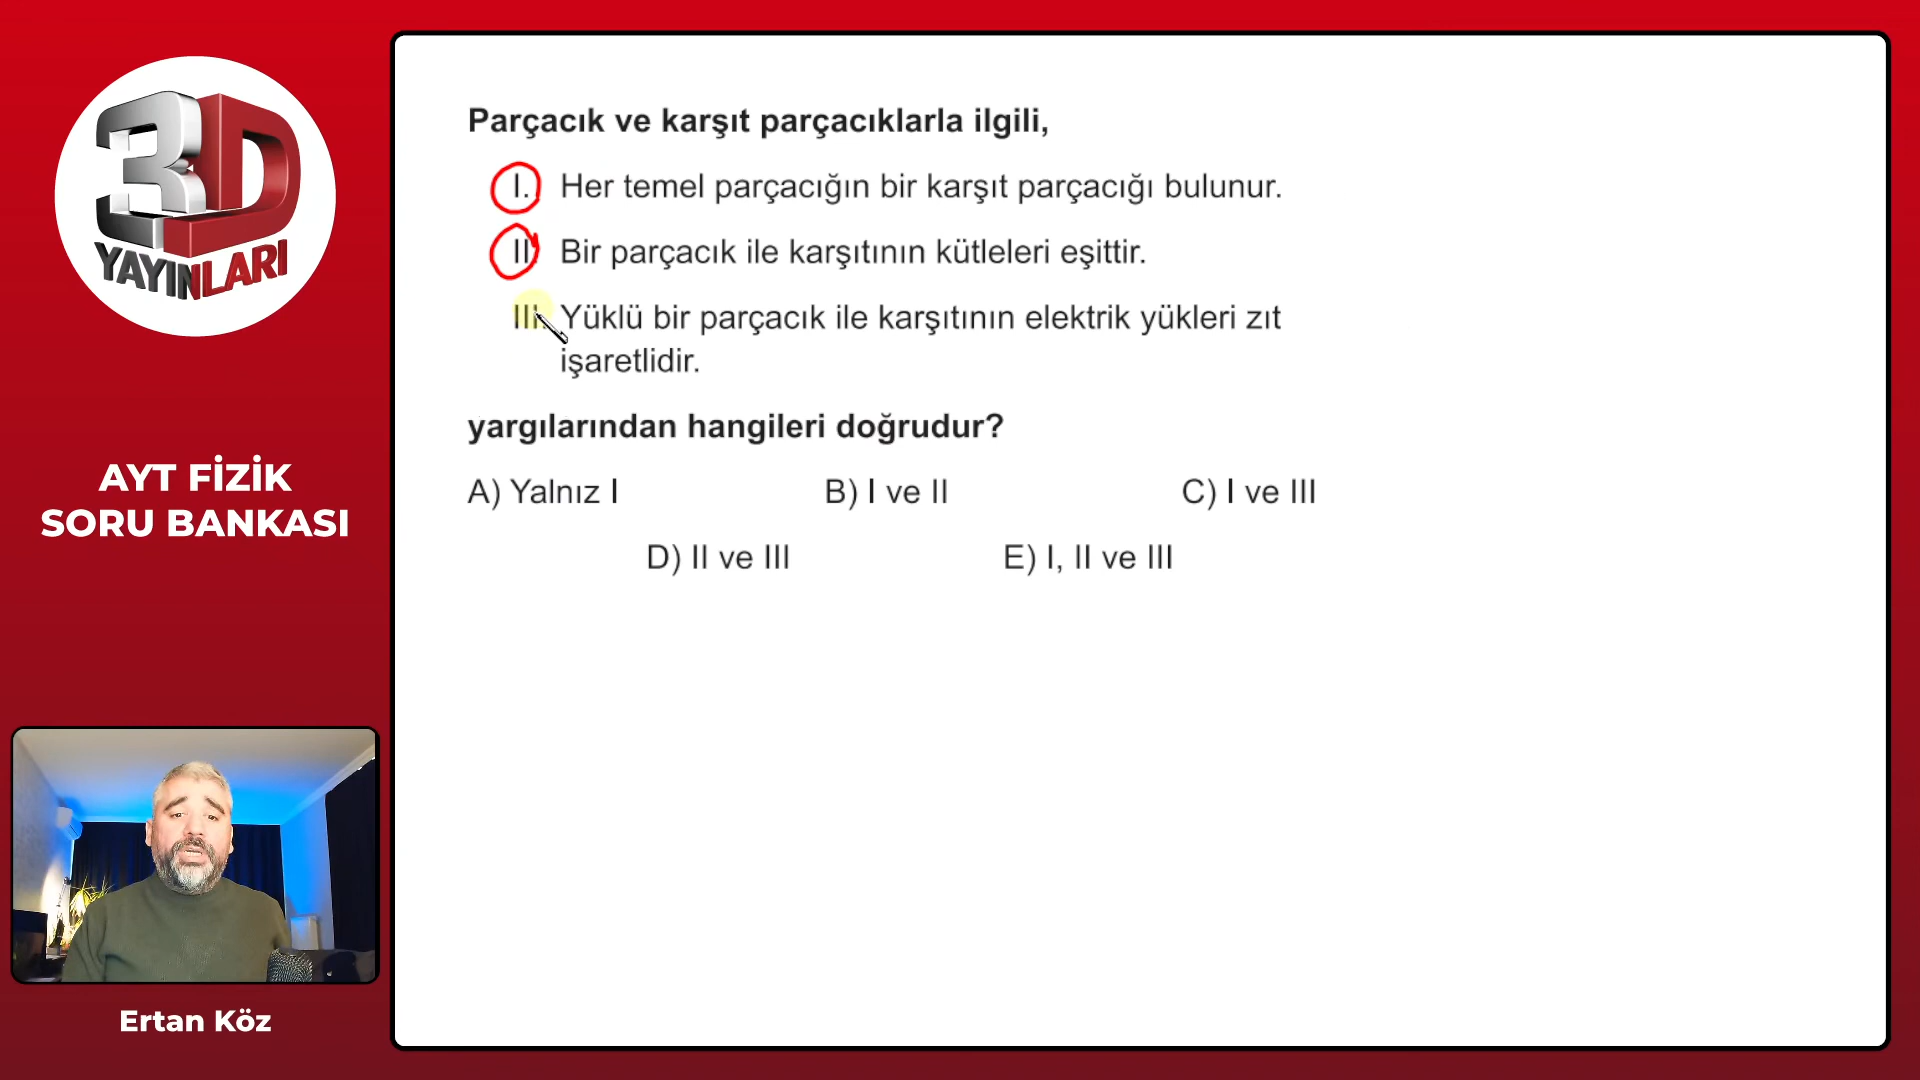 3D
YAYINLARI
AYT FİZİK
SORU BANKASI
Ertan Köz
Parçacık ve karşıt parçacıklarla ilgili,
I. Her temel parçacığın bir karşıt parçacığı bulunur.
II. Bir parçacık ile karşıtının kütleleri eşittir.
III. Yüklü bir parçacık ile karşıtının elektrik yükleri zıt
işaretlidir.
yargılarından hangileri doğrudur?
A) Yalnız I B) I ve II C) I ve III
D) II ve III E) I, II ve III